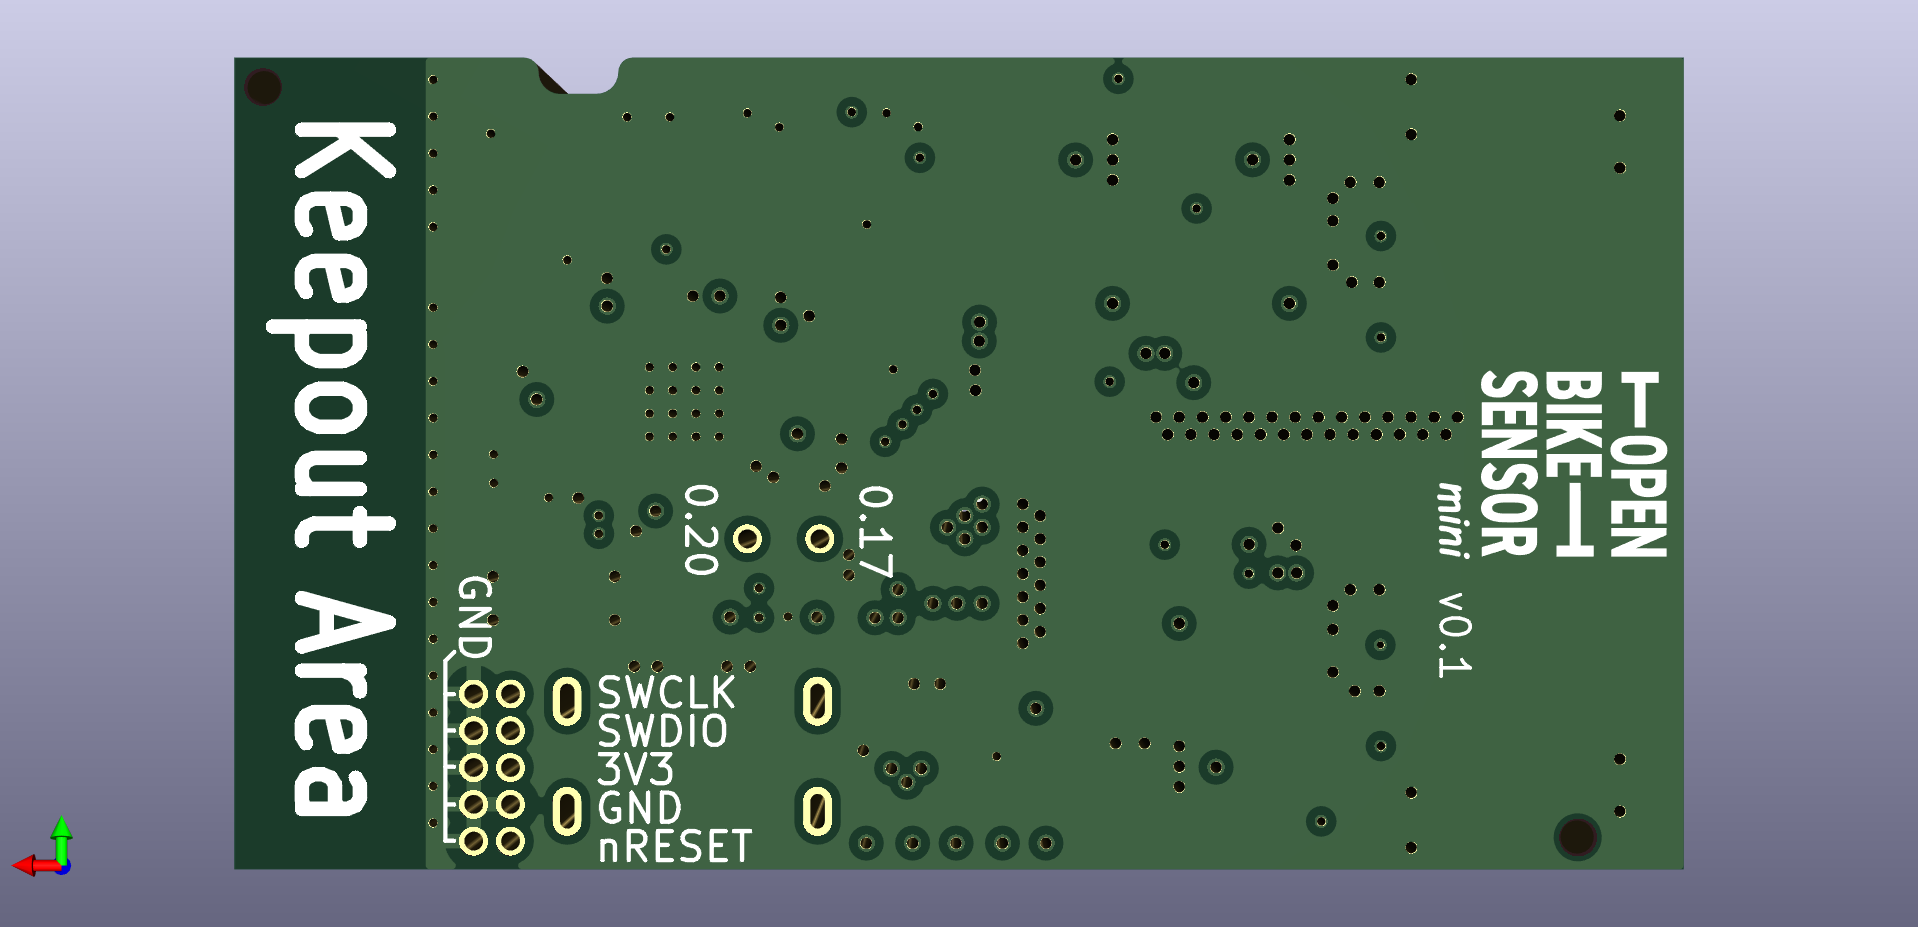 Keepout Area
0.20
0.17
GND
SWCLK
SWDIO
3V3
GND
nRESET
OPEN
BIKE
SENSOR
mini
v0.1